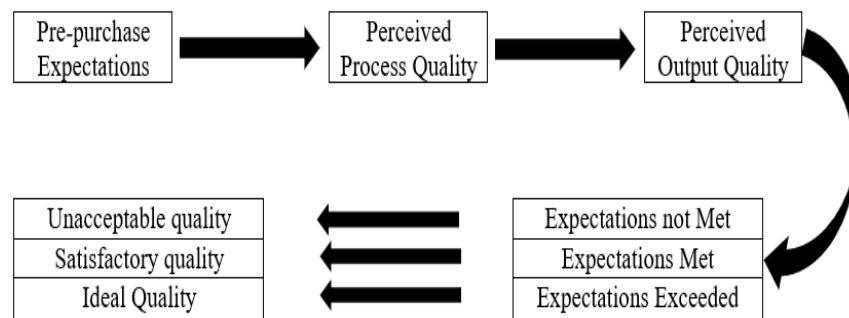 Pre-purchase
Expectations
Perceived
Process Quality
Perceived
Output Quality
Unacceptable quality
Satisfactory quality
Ideal Quality
Expectations not Met
Expectations Met
Expectations Exceeded